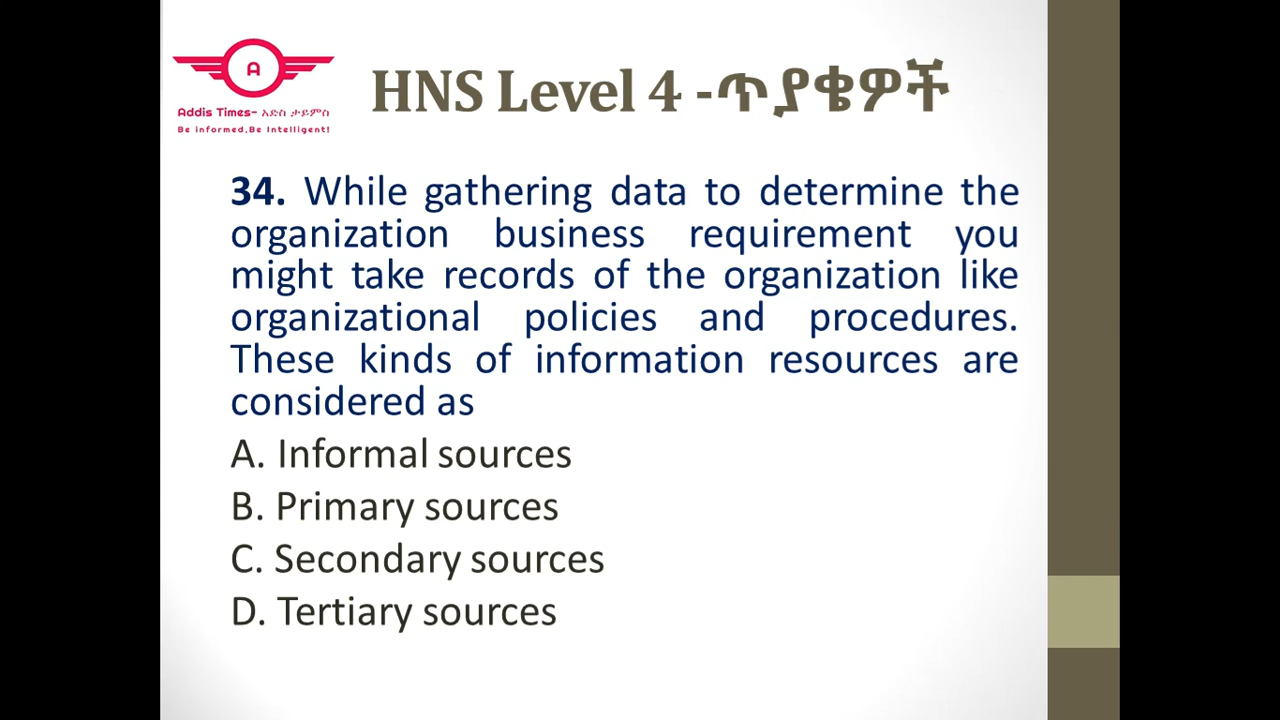 A
Addis Times- አድስ ታይምስ
Be informed,Be Intelligent!
HNS Level 4 -ጥያቄዎች
34. While gathering data to determine the
organization business requirement you
might take records of the organization like
organizational policies and procedures.
These kinds of information resources are
considered as
A. Informal sources
B. Primary sources
C. Secondary sources
D. Tertiary sources